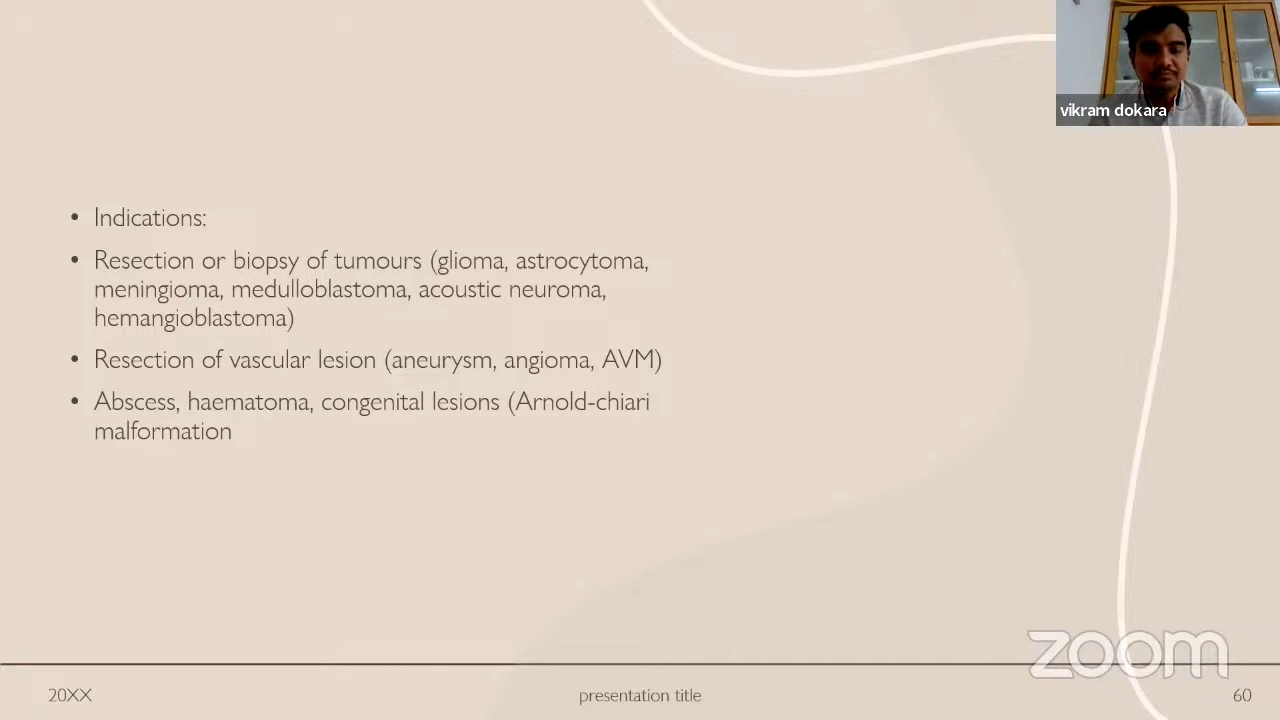 vikram dokara
• Indications:
• Resection or biopsy of tumours (glioma, astrocytoma,
meningioma, medulloblastoma, acoustic neuroma,
hemangioblastoma)
• Resection of vascular lesion (aneurysm, angioma, AVM)
• Abscess, haematoma, congenital lesions (Arnold-chiari
malformation
zoom
20XX
presentation title
60